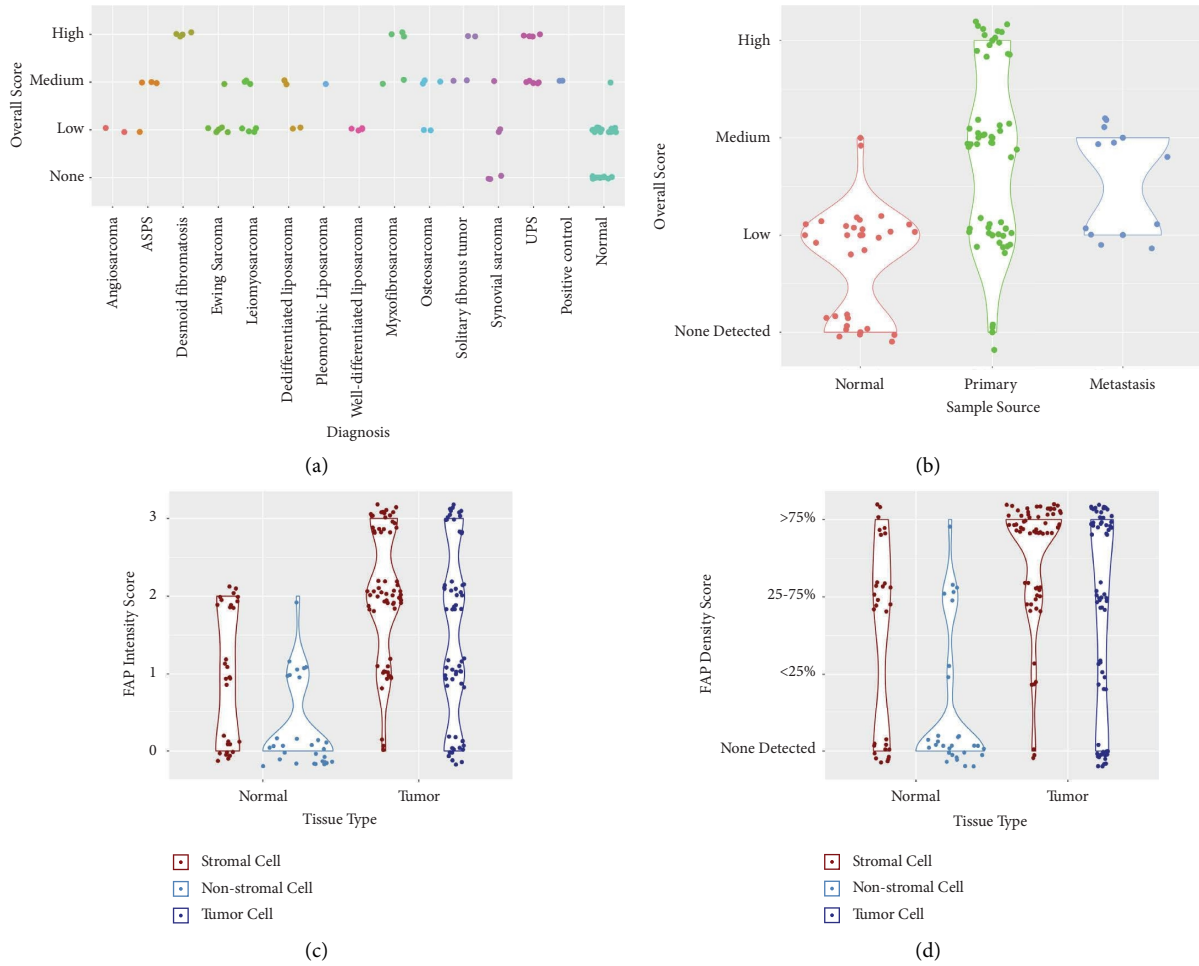 High
Medium
Low
None
Overall Score
Angiosarcoma
ASPS
Desmoid fibromatosis
Ewing Sarcoma
Leiomyosarcoma
Dedifferentiated liposarcoma
Pleomorphic Liposarcoma
Well-differentiated liposarcoma
Myxofibrosarcoma
Osteosarcoma
Solitary fibrous tumor
Synovial sarcoma
UPS
Positive control
Normal
Diagnosis
(a)
High
Medium
Low
None Detected
Overall Score
Normal
Primary
Metastasis
Sample Source
(b)
3
2
1
0
FAP Intensity Score
Normal
Tumor
Tissue Type
Stromal Cell
Non-stromal Cell
Tumor Cell
(c)
>75%
25-75%
<25%
None Detected
FAP Density Score
Normal
Tumor
Tissue Type
Stromal Cell
Non-stromal Cell
Tumor Cell
(d)